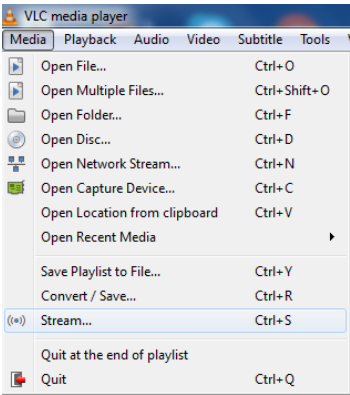 VLC media player
Media Playback Audio Video Subtitle Tools
Open File... Ctrl+O
Open Multiple Files... Ctrl+Shift+O
Open Folder... Ctrl+F
Open Disc... Ctrl+D
Open Network Stream... Ctrl+N
Open Capture Device... Ctrl+C
Open Location from clipboard Ctrl+V
Open Recent Media
Save Playlist to File... Ctrl+Y
Convert / Save... Ctrl+R
Stream... Ctrl+S
Quit at the end of playlist
Quit Ctrl+Q